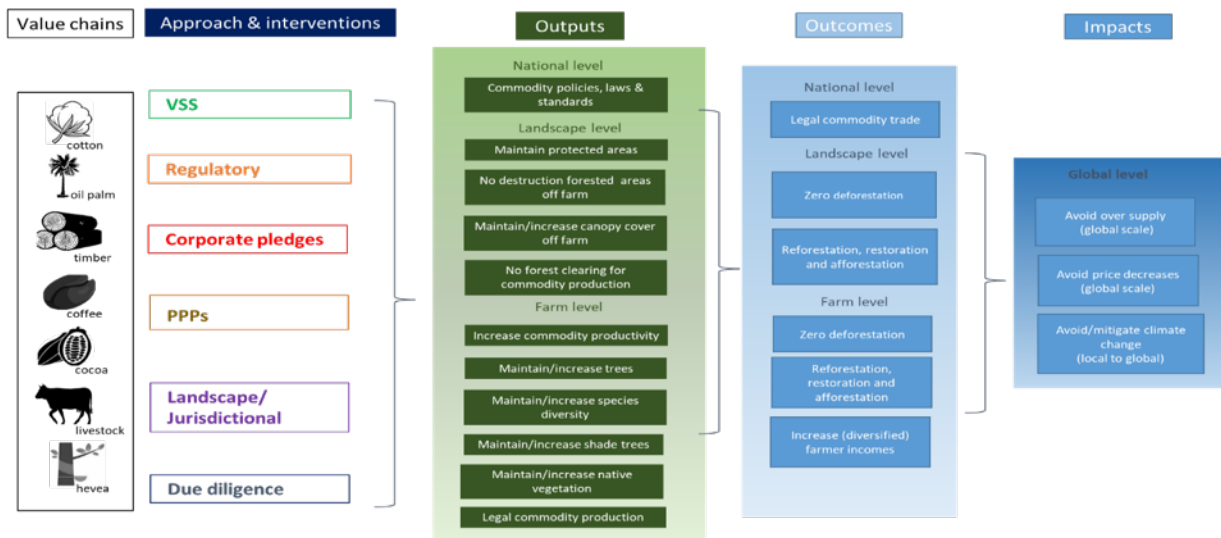 Value chains
Approach & interventions
Outputs
Outcomes
Impacts
cotton
oil palm
timber
coffee
cocoa
livestock
hevea
VSS
Regulatory
Corporate pledges
PPPs
Landscape/
Jurisdictional
Due diligence
National level
Commodity policies, laws &
standards
Landscape level
Maintain protected areas
No destruction forested areas
off farm
Maintain/increase canopy cover
off farm
No forest clearing for
commodity production
Farm level
Increase commodity productivity
Maintain/increase trees
Maintain/increase species
diversity
Maintain/increase shade trees
Maintain/increase native
vegetation
Legal commodity production
National level
Legal commodity trade
Landscape level
Zero deforestation
Reforestation, restoration
and afforestation
Farm level
Zero deforestation
Reforestation,
restoration and
afforestation
Increase (diversified)
farmer incomes
Global level
Avoid over supply
(global scale)
Avoid price decreases
(global scale)
Avoid/mitigate climate
change
(local to global)